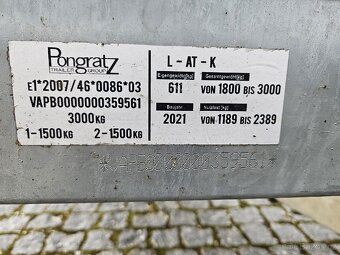 Pongratz
TRAILER GROUP
e1*2007/46*0086*03
VAPB0000000359561
3000KG
1-1500KG 2-1500KG
L - AT - K
Eigengewicht(kg) Gesamtgewicht(kg)
611 VON 1800 BIS 3000
Baujahr Nutzlast(kg)
2021 VON 1189 BIS 2389
*VAPB0000000359561*